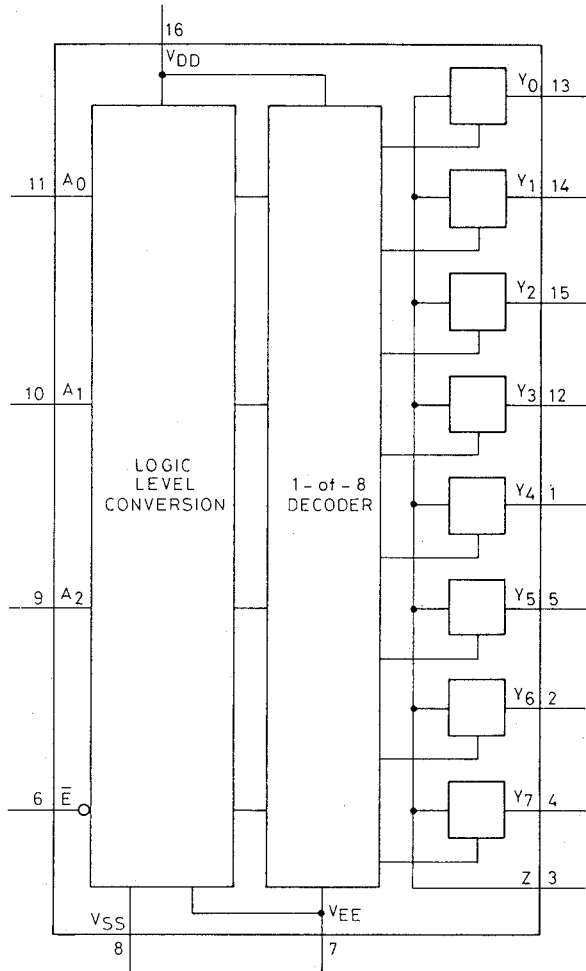 16
VDD
Y0 13
11 A0
Y1 14
Y2 15
10 A1
Y3 12
LOGIC
LEVEL
CONVERSION
1-of-8
DECODER
Y4 1
9 A2
Y5 5
Y6 2
6 E̅
Y7 4
Z 3
VSS
VEE
8
7